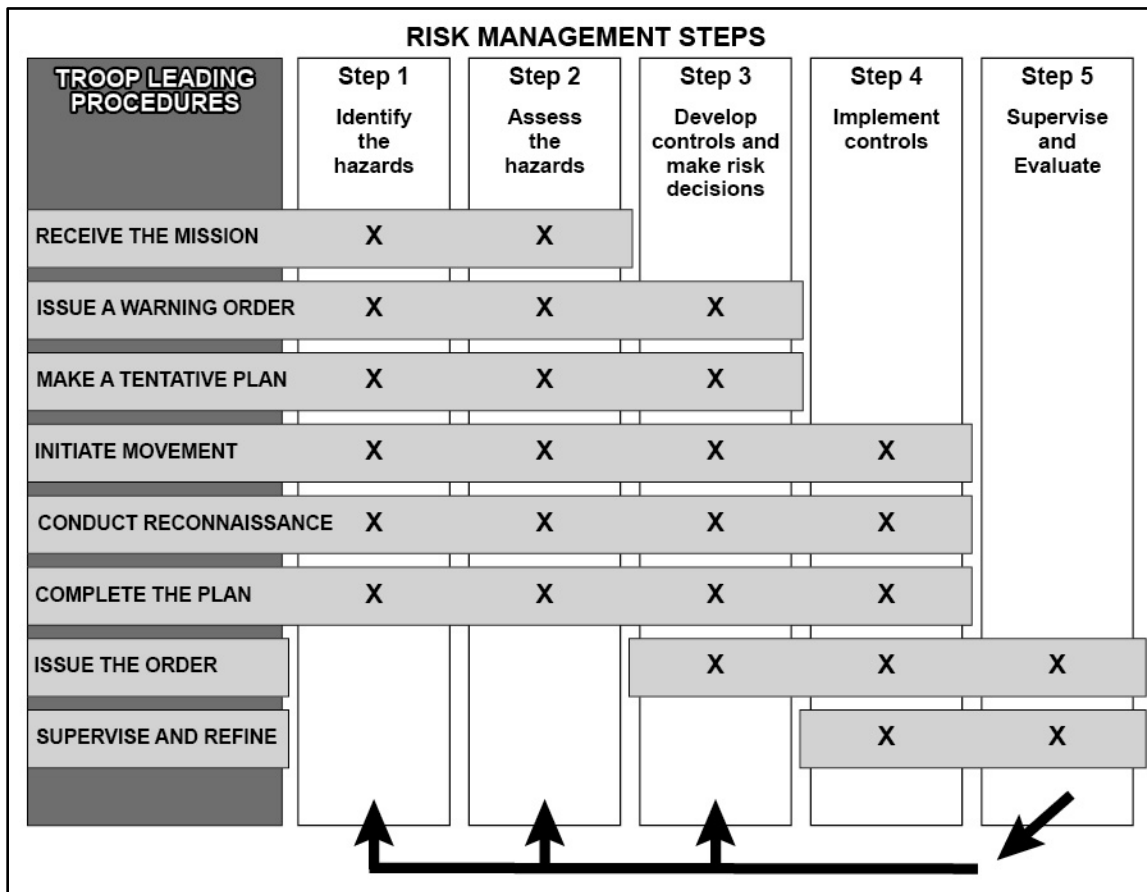 RISK MANAGEMENT STEPS
TROOP LEADING
PROCEDURES
Step 1
Identify
the
hazards
Step 2
Assess
the
hazards
Step 3
Develop
controls and
make risk
decisions
Step 4
Implement
controls
Step 5
Supervise
and
Evaluate
RECEIVE THE MISSION X X
ISSUE A WARNING ORDER X X X
MAKE A TENTATIVE PLAN X X X
INITIATE MOVEMENT X X X X
CONDUCT RECONNAISSANCE X X X X
COMPLETE THE PLAN X X X X
ISSUE THE ORDER X X X
SUPERVISE AND REFINE X X